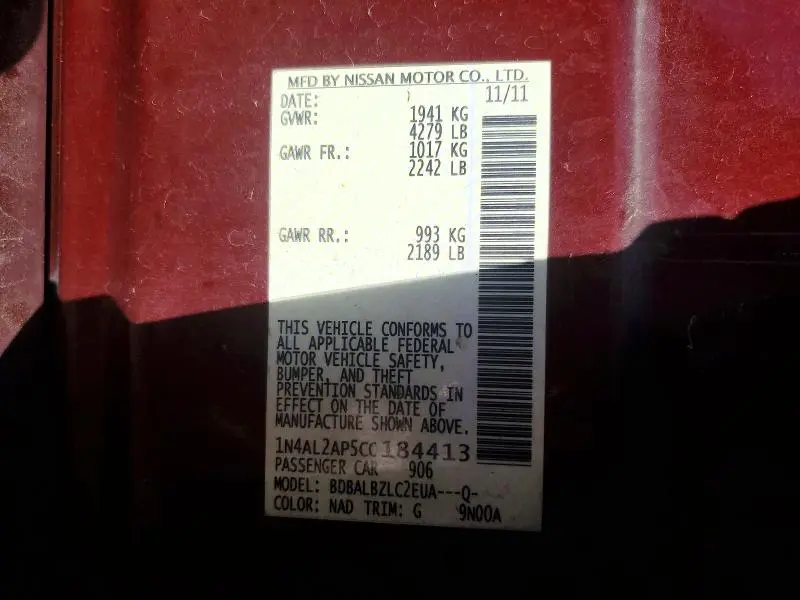 MFD BY NISSAN MOTOR CO., LTD.
DATE: 11/11
GVWR: 1941 KG
4279 LB
GAWR FR.: 1017 KG
2242 LB
GAWR RR.: 993 KG
2189 LB
THIS VEHICLE CONFORMS TO
ALL APPLICABLE FEDERAL
MOTOR VEHICLE SAFETY,
BUMPER, AND THEFT
PREVENTION STANDARDS IN
EFFECT ON THE DATE OF
MANUFACTURE SHOWN ABOVE.
1N4AL2AP5CC184413
PASSENGER CAR 906
MODEL: BDBALBZLC2EUA---Q-
COLOR: NAD TRIM: G 9N00A